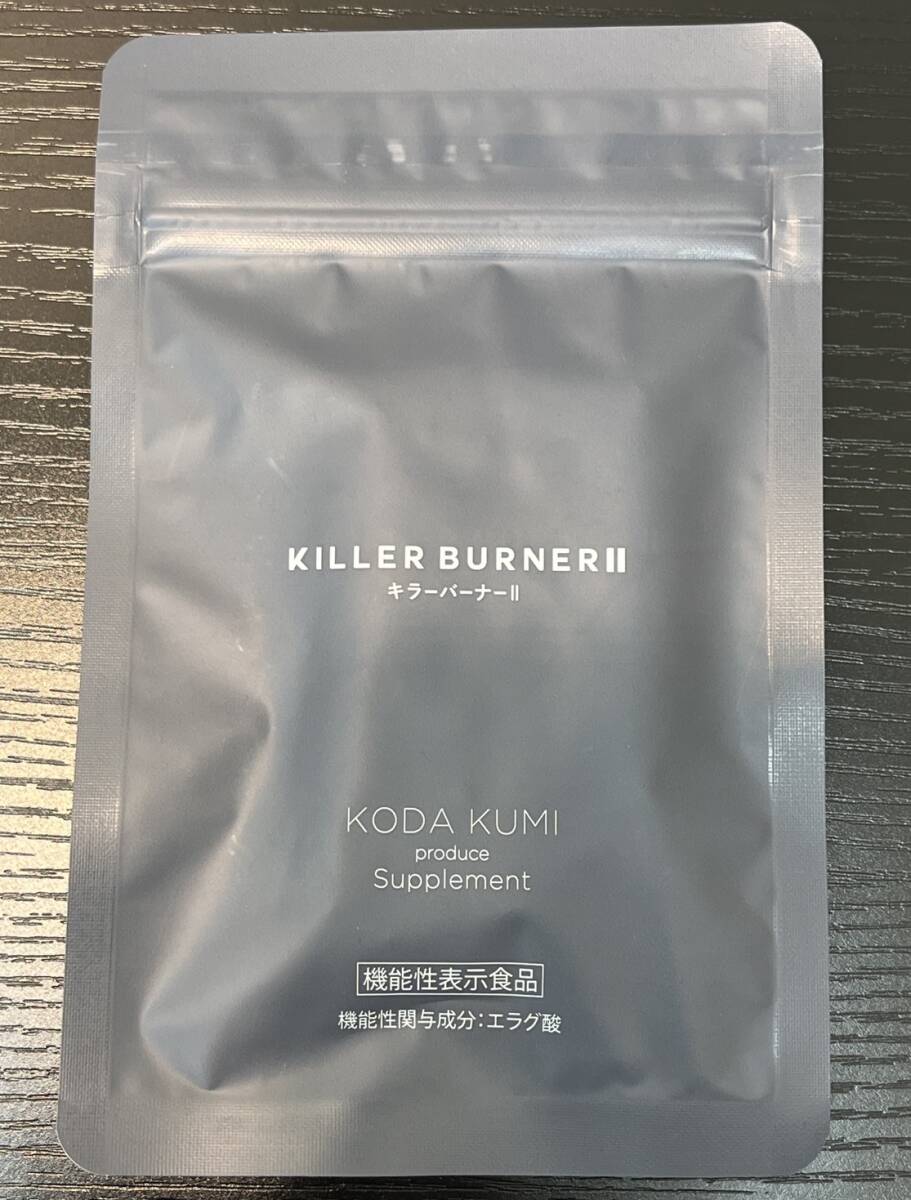 KILLER BURNERⅡ
キラーバーナーⅡ
KODA KUMI
produce
Supplement
機能性表示食品
機能性関与成分:エラグ酸